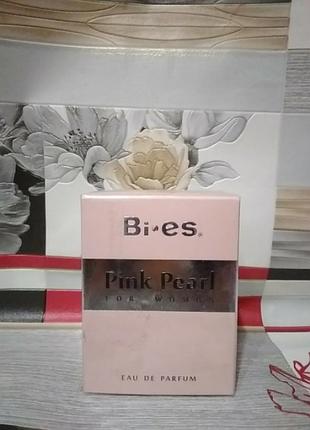 Bi·es®
Pink Pearl
FOR WOMEN
EAU DE PARFUM